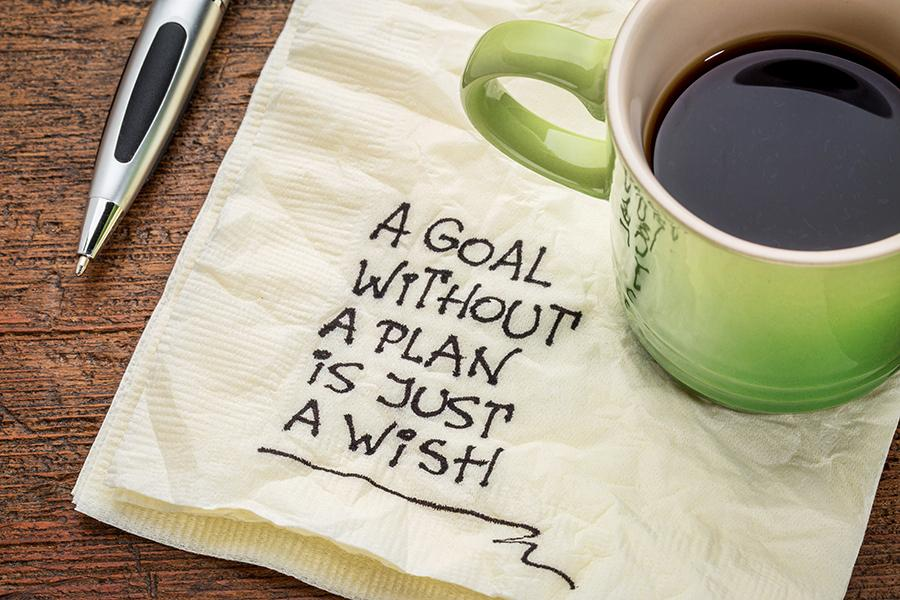 A GOAL
WITHOUT
A PLAN
iS JUST
A WiSH